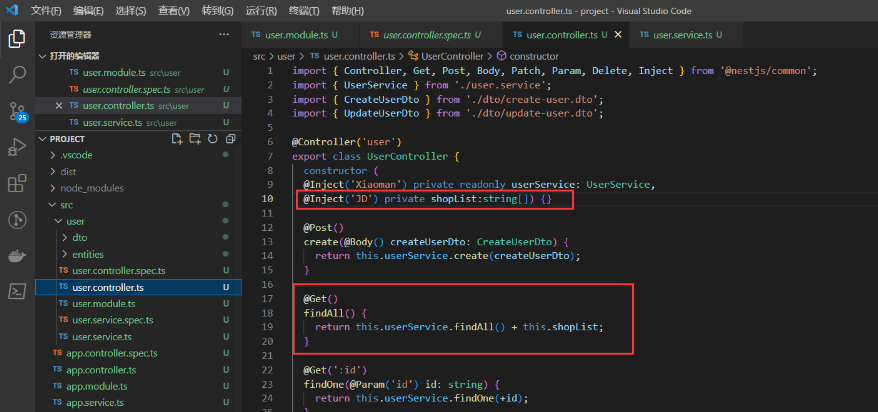 文件(F) 编辑(E) 选择(S) 查看(V) 转到(G) 运行(R) 终端(T) 帮助(H) user.controller.ts - project - Visual Studio Code
资源管理器 ···
打开的编辑器
TS user.module.ts src\user U
TS user.controller.spec.ts src\user U
TS user.controller.ts src\user U
TS user.service.ts src\user U
PROJECT
.vscode
dist
node_modules
src
user
dto
entities
TS user.controller.spec.ts U
TS user.controller.ts U
TS user.module.ts U
TS user.service.spec.ts U
TS user.service.ts U
TS app.controller.spec.ts U
TS app.controller.ts U
TS app.module.ts U
TS app.service.ts U
25
TS user.module.ts U TS user.controller.spec.ts U TS user.controller.ts U TS user.service.ts U
src > user > TS user.controller.ts > UserController > constructor
1 import { Controller, Get, Post, Body, Patch, Param, Delete, Inject } from '@nestjs/common';
2 import { UserService } from './user.service';
3 import { CreateUserDto } from './dto/create-user.dto';
4 import { UpdateUserDto } from './dto/update-user.dto';
5
6 @Controller('user')
7 export class UserController {
8 constructor (
9 @Inject('Xiaoman') private readonly userService: UserService,
10 @Inject('JD') private shopList:string[]) {}
11
12 @Post()
13 create(@Body() createUserDto: CreateUserDto) {
14 return this.userService.create(createUserDto);
15 }
16
17 @Get()
18 findAll() {
19 return this.userService.findAll() + this.shopList;
20 }
21
22 @Get(':id')
23 findOne(@Param('id') id: string) {
24 return this.userService.findOne(+id);